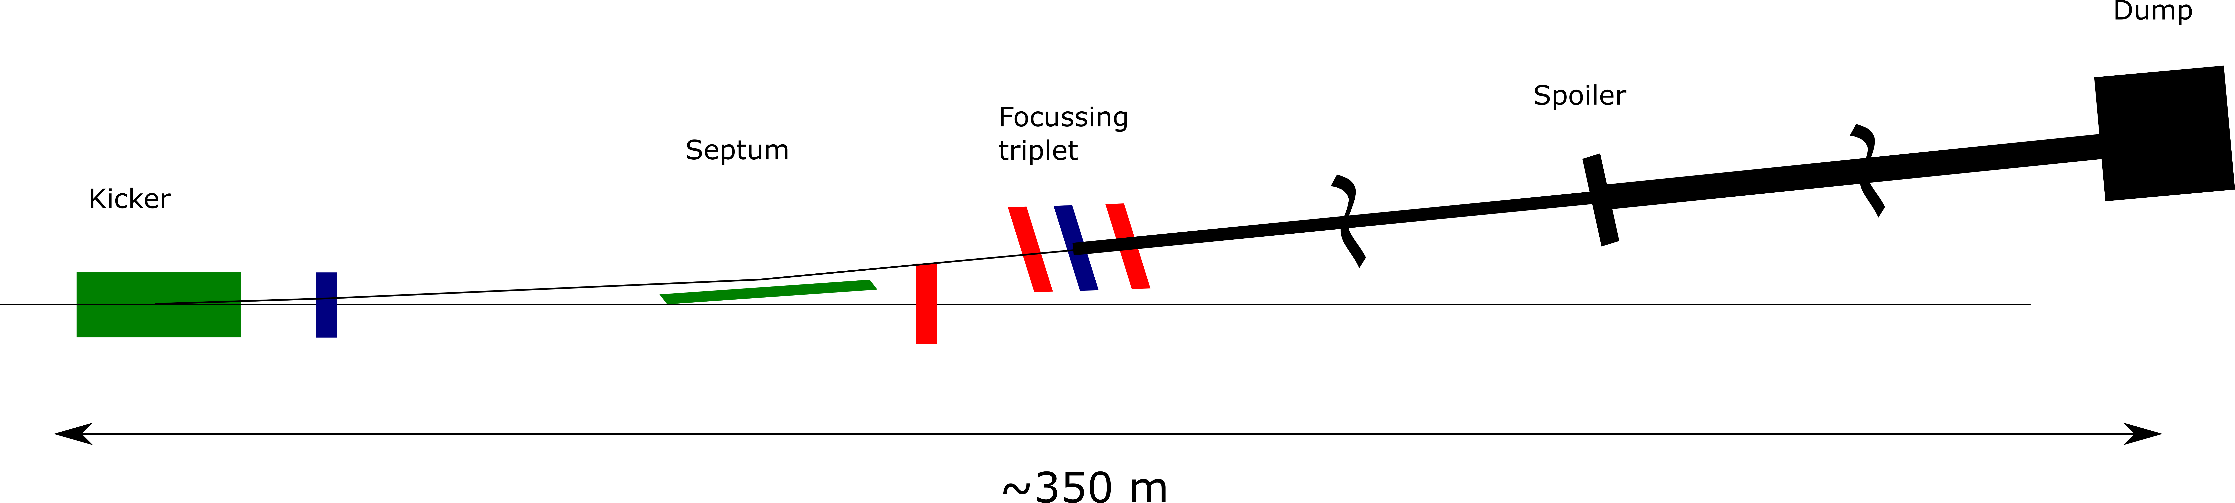 Dump
Spoiler
Focussing
triplet
Septum
Kicker
~350 m